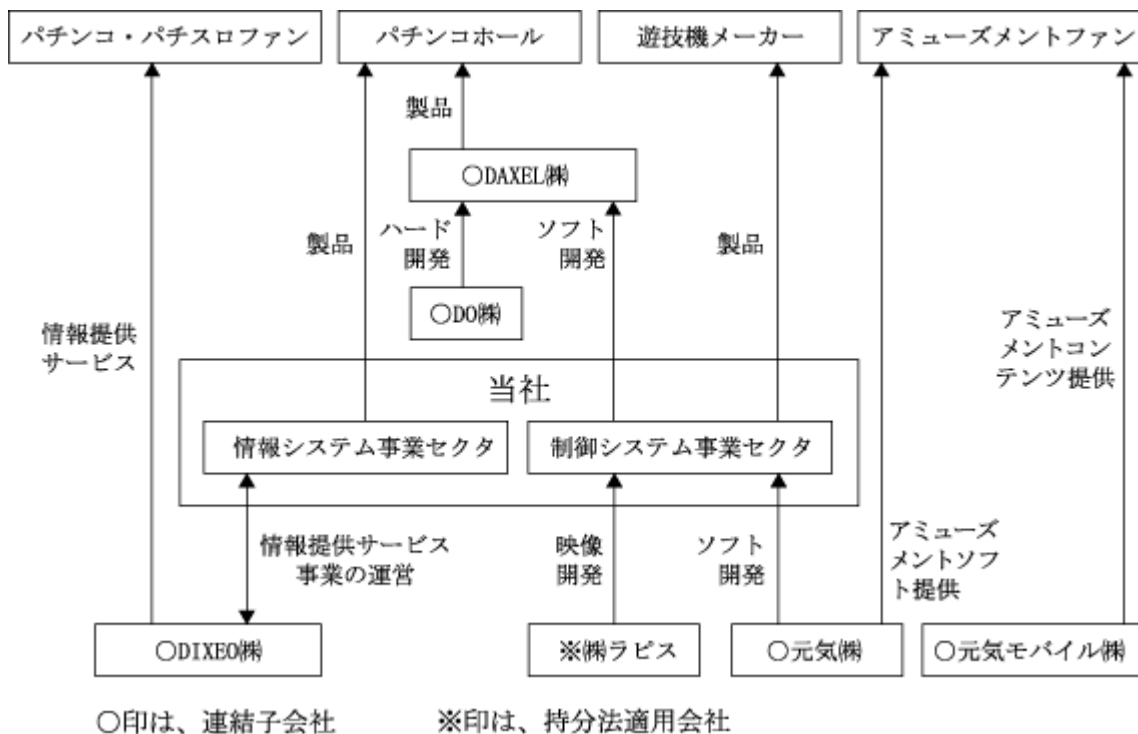 パチンコ・パチスロファン
パチンコホール
遊技機メーカー
アミューズメントファン
製品
○DAXEL㈱
ハード
開発
ソフト
開発
製品
製品
○DO㈱
情報提供
サービス
アミューズ
メントコン
テンツ提供
当社
情報システム事業セクタ
制御システム事業セクタ
情報提供サービス
事業の運営
映像
開発
ソフト
開発
アミューズ
メントソフ
ト提供
○DIXEO㈱
※㈱ラビス
○元気㈱
○元気モバイル㈱
○印は、連結子会社
※印は、持分法適用会社